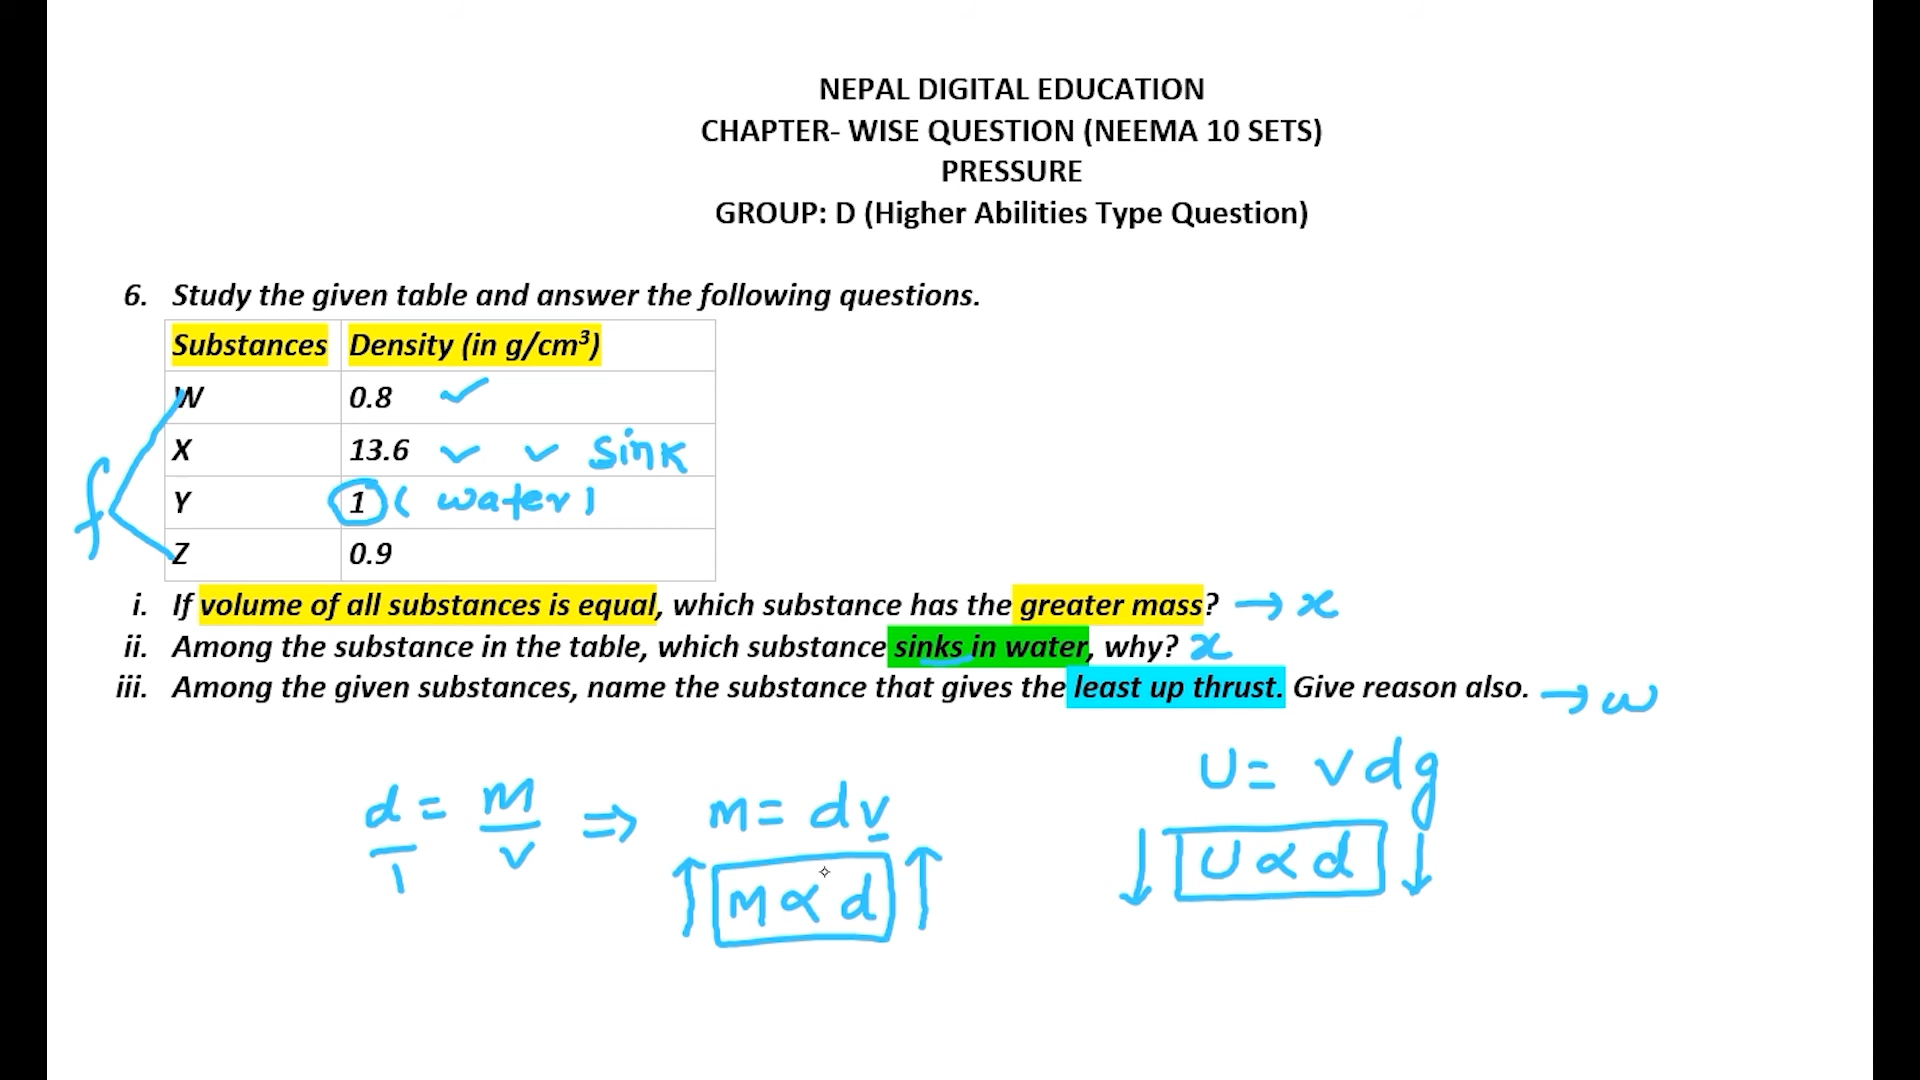 NEPAL DIGITAL EDUCATION
CHAPTER- WISE QUESTION (NEEMA 10 SETS)
PRESSURE
GROUP: D (Higher Abilities Type Question)
6. Study the given table and answer the following questions.
Substances Density (in g/cm³)
W 0.8 ✓
X 13.6 ✓ ✓ sink
Y 1 (water)
Z 0.9
f
i. If volume of all substances is equal, which substance has the greater mass? → x
ii. Among the substance in the table, which substance sinks in water, why? x
iii. Among the given substances, name the substance that gives the least up thrust. Give reason also. → w
d/1 = M/v ⇒ m = dv
↑ M ∝ d ↑
U = vdg
↓ U ∝ d ↓